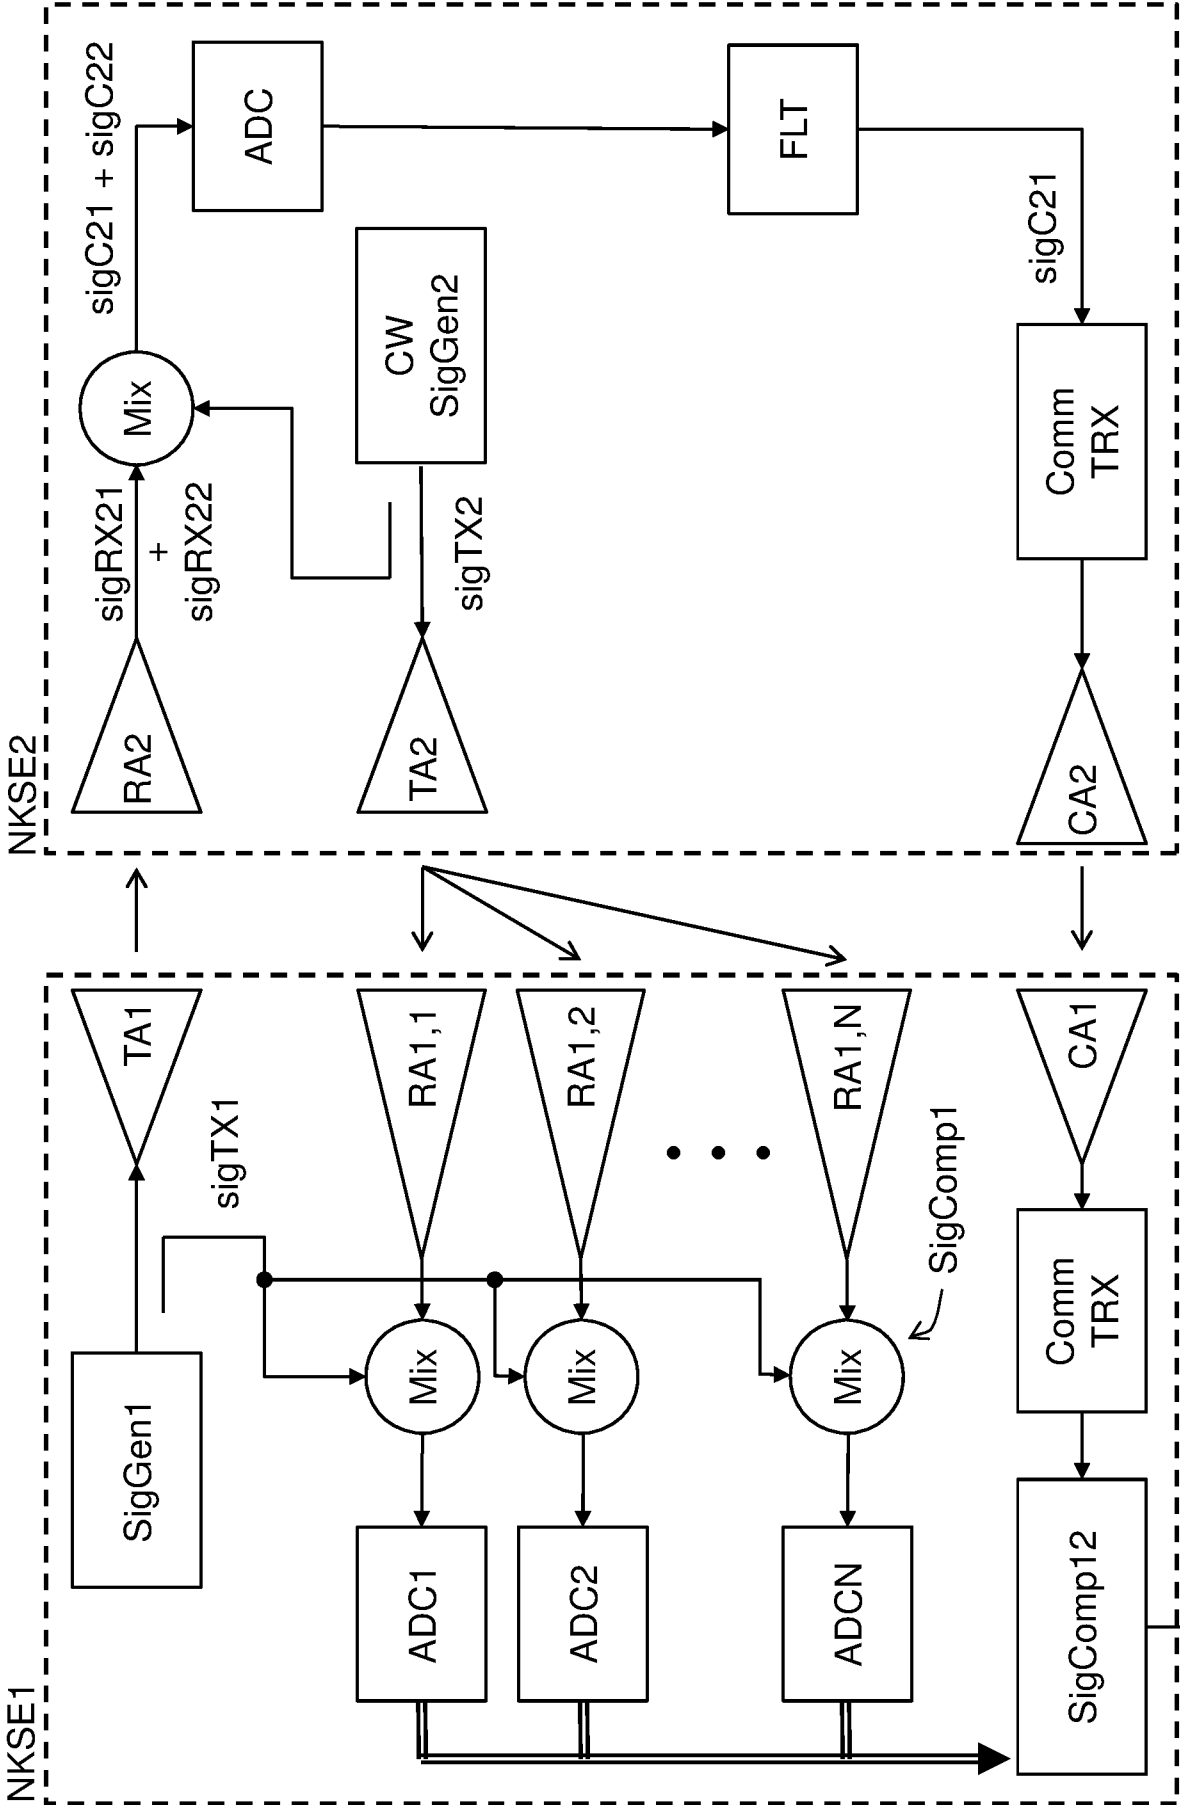 NKSE1
SigGen1
TA1
sigTX1
ADC1
Mix
RA1,1
ADC2
Mix
RA1,2
ADCN
Mix
RA1,N
SigComp1
SigComp12
Comm
TRX
CA1
NKSE2
RA2
sigRX21
+
sigRX22
Mix
sigC21 + sigC22
ADC
TA2
sigTX2
CW
SigGen2
FLT
CA2
Comm
TRX
sigC21